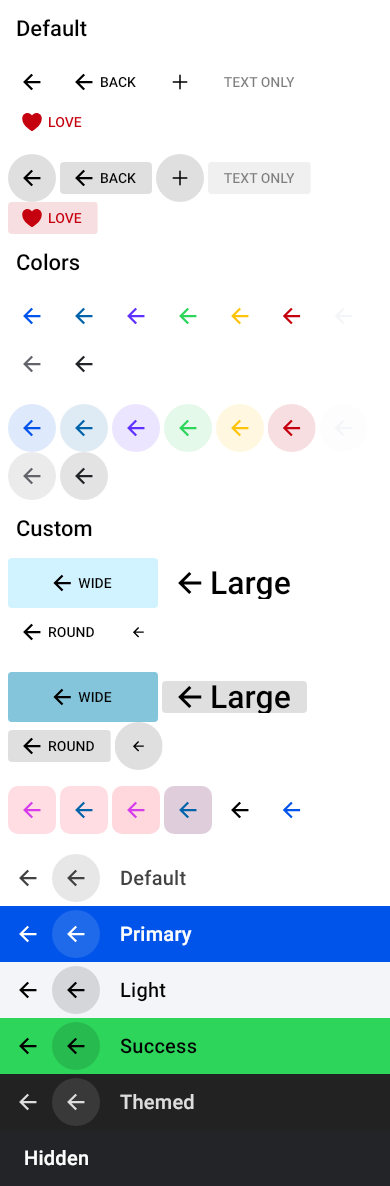 Default
BACK TEXT ONLY
LOVE
BACK TEXT ONLY
LOVE
Colors
Custom
WIDE Large
ROUND
WIDE Large
ROUND
Default
Primary
Light
Success
Themed
Hidden